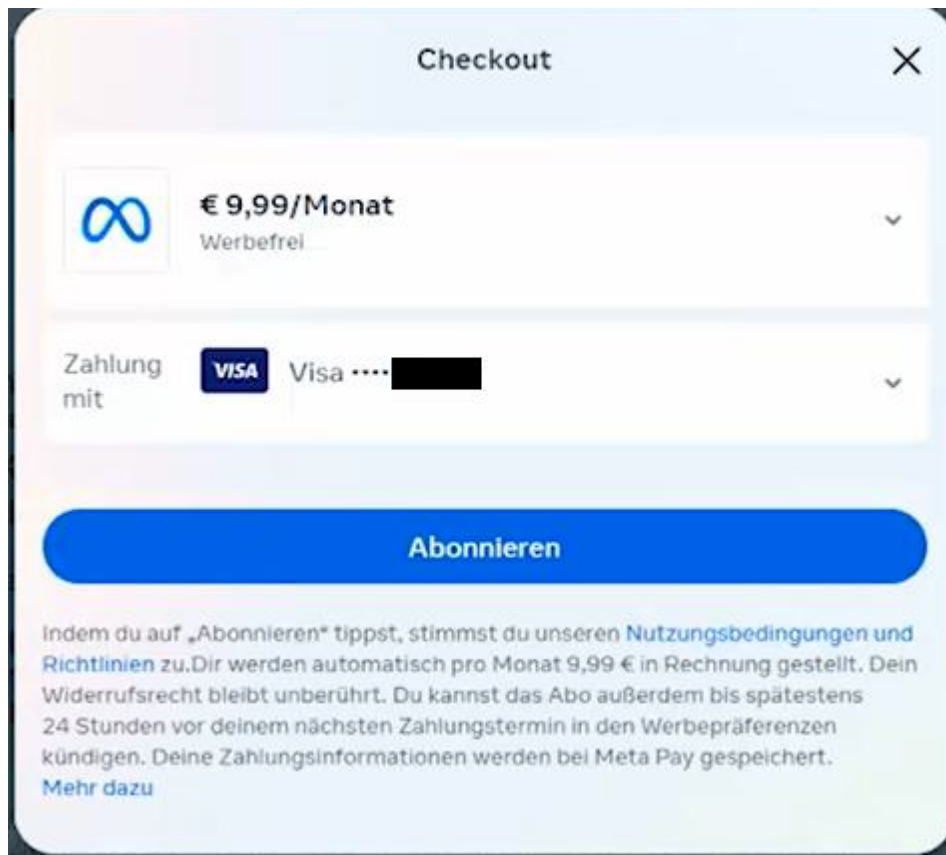 Checkout
€ 9,99/Monat
Werbefrei
Zahlung mit
VISA
Visa ····
Abonnieren
Indem du auf „Abonnieren“ tippst, stimmst du unseren Nutzungsbedingungen und
Richtlinien zu.Dir werden automatisch pro Monat 9,99 € in Rechnung gestellt. Dein
Widerrufsrecht bleibt unberührt. Du kannst das Abo außerdem bis spätestens
24 Stunden vor deinem nächsten Zahlungstermin in den Werbepräferenzen
kündigen. Deine Zahlungsinformationen werden bei Meta Pay gespeichert.
Mehr dazu